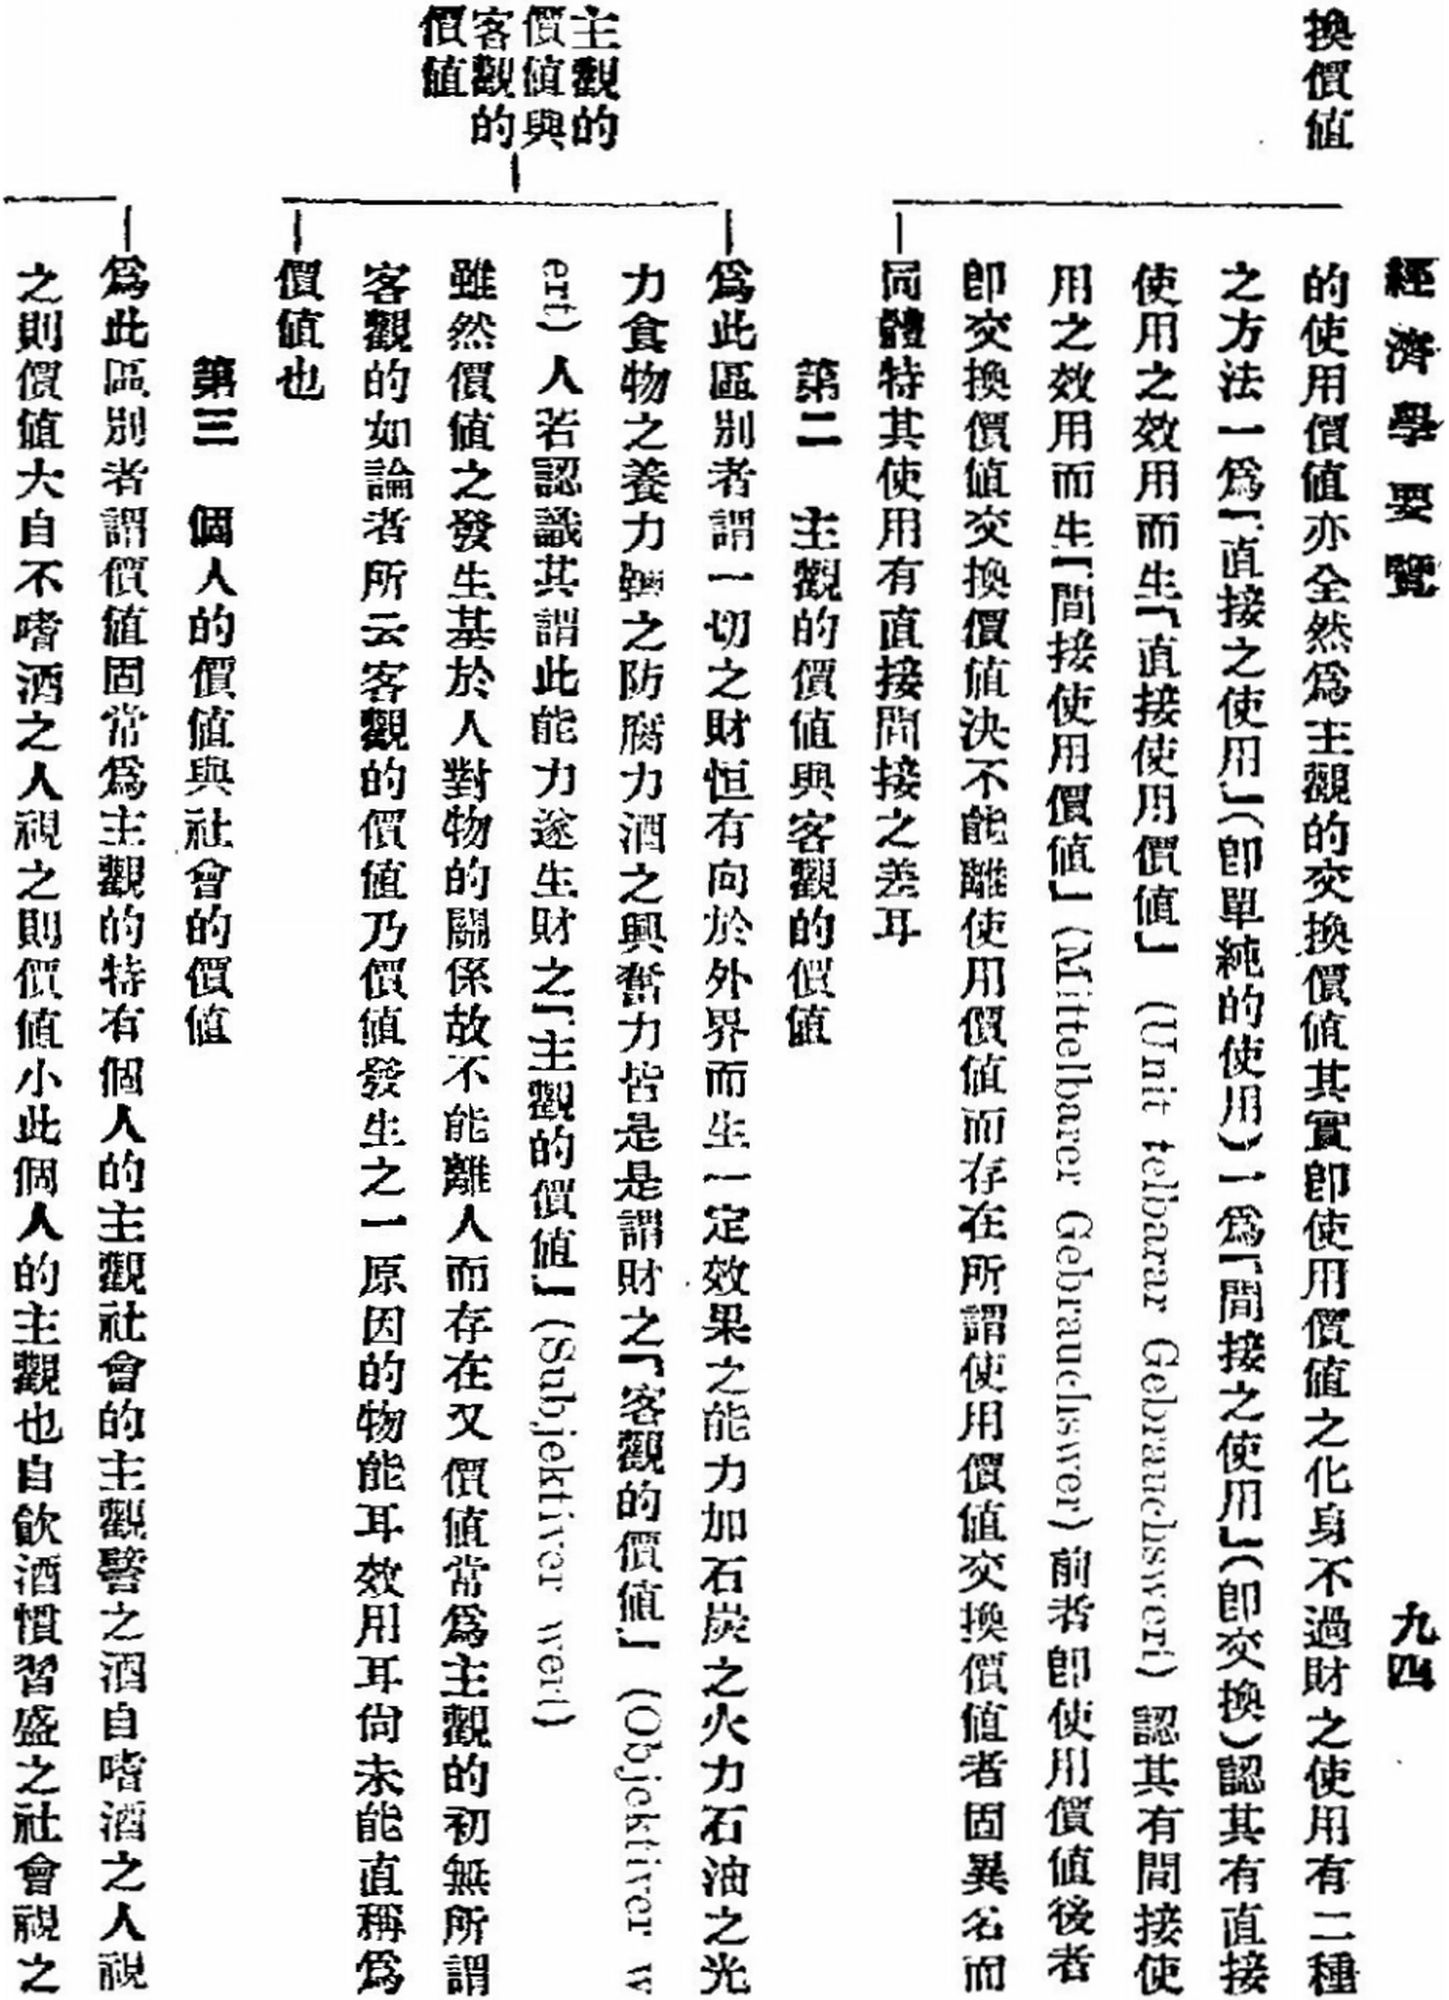 經濟學要覽
九四
換價值
的使用價值亦全然爲主觀的交換價值其實卽使用價值之化身不過財之使用有二種
之方法一爲「直接之使用」(卽單純的使用)一爲「間接之使用」(卽交換)認其有直接
使用之效用而生「直接使用價值」(Unit telbarar Gebrauchswert)認其有間接使
用之效用而生「間接使用價值」(Mittelbarer Gebrauchswer)前者卽使用價值後者
卽交換價值交換價值決不能離使用價值而存在所謂使用價值交換價值者固異名而
同體特其使用有直接間接之差耳
第二 主觀的價值與客觀的價值
主觀的
價值與
客觀的
價值
爲此區別者謂一切之財恒有向於外界而生一定效果之能力加石炭之火力石油之光
力食物之養力鹽之防腐力酒之興奮力皆是是謂財之「客觀的價值」(Objektiver w
ert)人若認識其謂此能力遂生財之「主觀的價值」(Subjektiver wert)
雖然價值之發生基於人對物的關係故不能離人而存在又價值常爲主觀的初無所謂
客觀的如論者所云客觀的價值乃價值發生之一原因的物能耳效用耳尙未能直稱爲
價值也
第三 個人的價值與社會的價值
爲此區別者謂價値固常爲主觀的特有個人的主觀社會的主觀譬之酒自嗜酒之人視
之則價值大自不嗜酒之人視之則價值小此個人的主觀也自飲酒慣習盛之社會視之